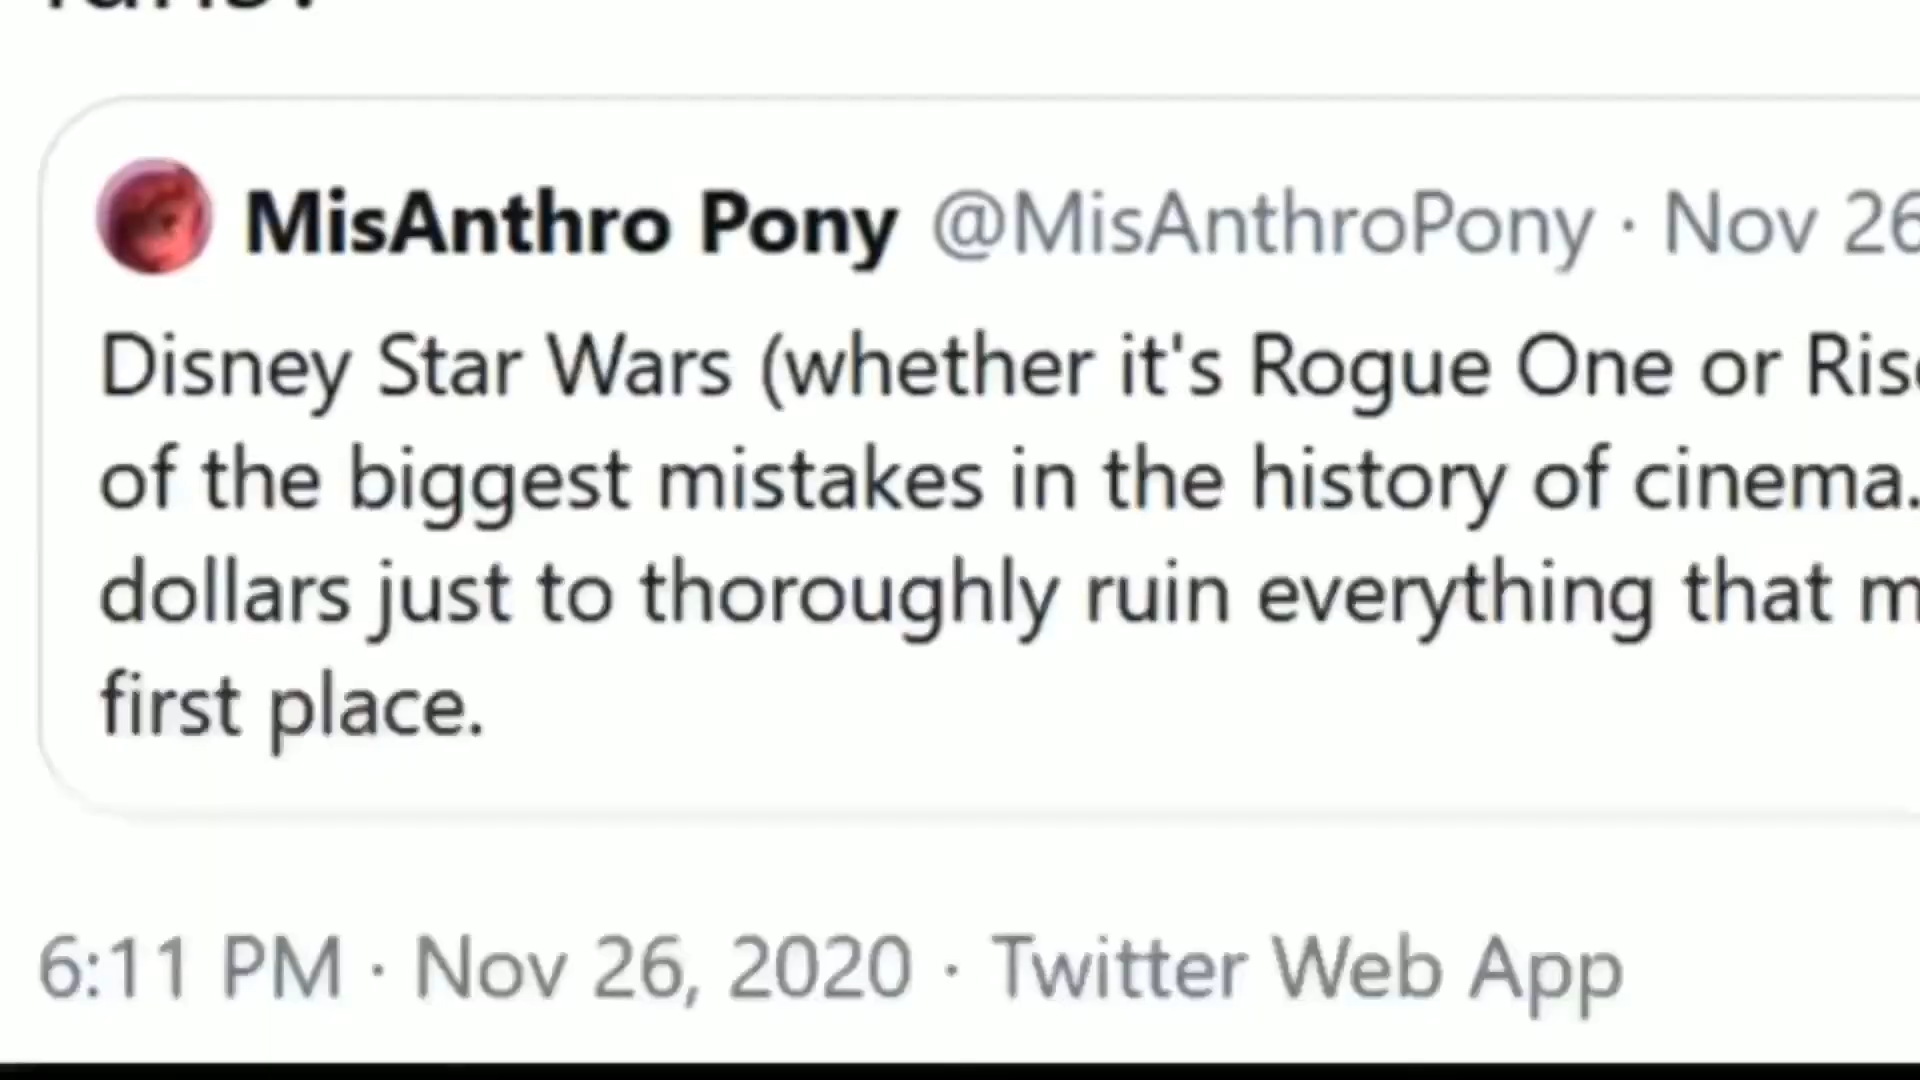 MisAnthro Pony @MisAnthroPony · Nov 26
Disney Star Wars (whether it's Rogue One or
of the biggest mistakes in the history of cinema.
dollars just to thoroughly ruin everything that
first place.
6:11 PM · Nov 26, 2020 · Twitter Web App